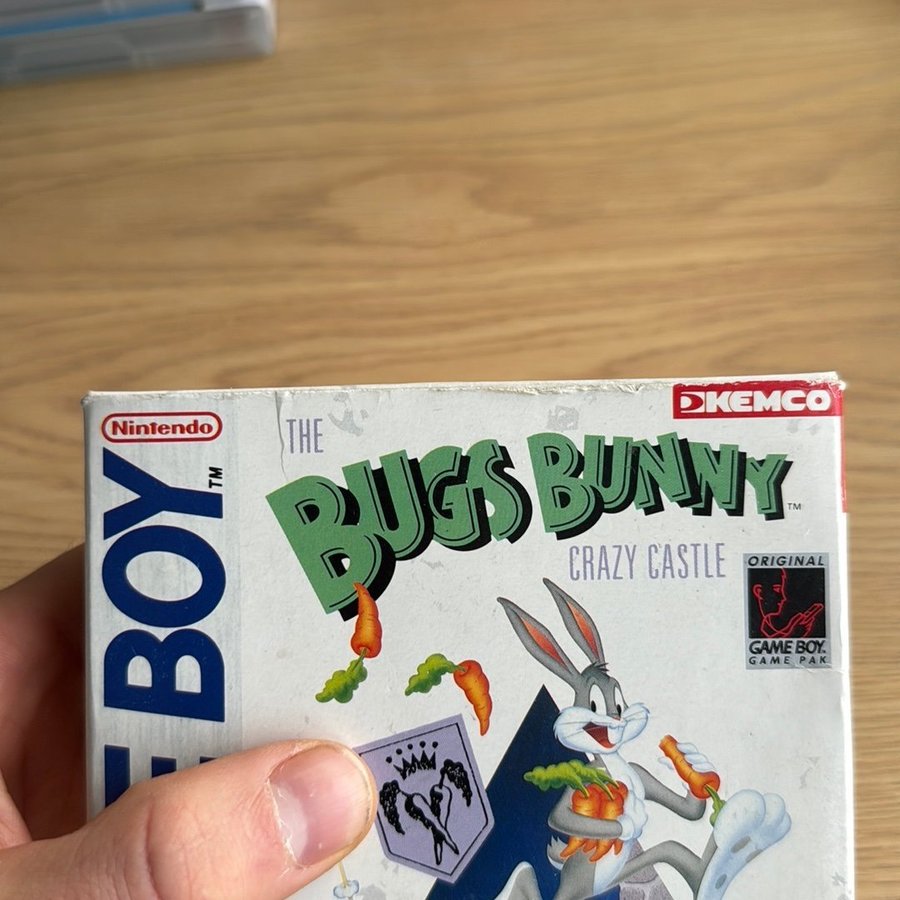 Nintendo
E BOY™
THE
BUGS BUNNY™
CRAZY CASTLE
KEMCO
ORIGINAL
GAME BOY
GAME PAK